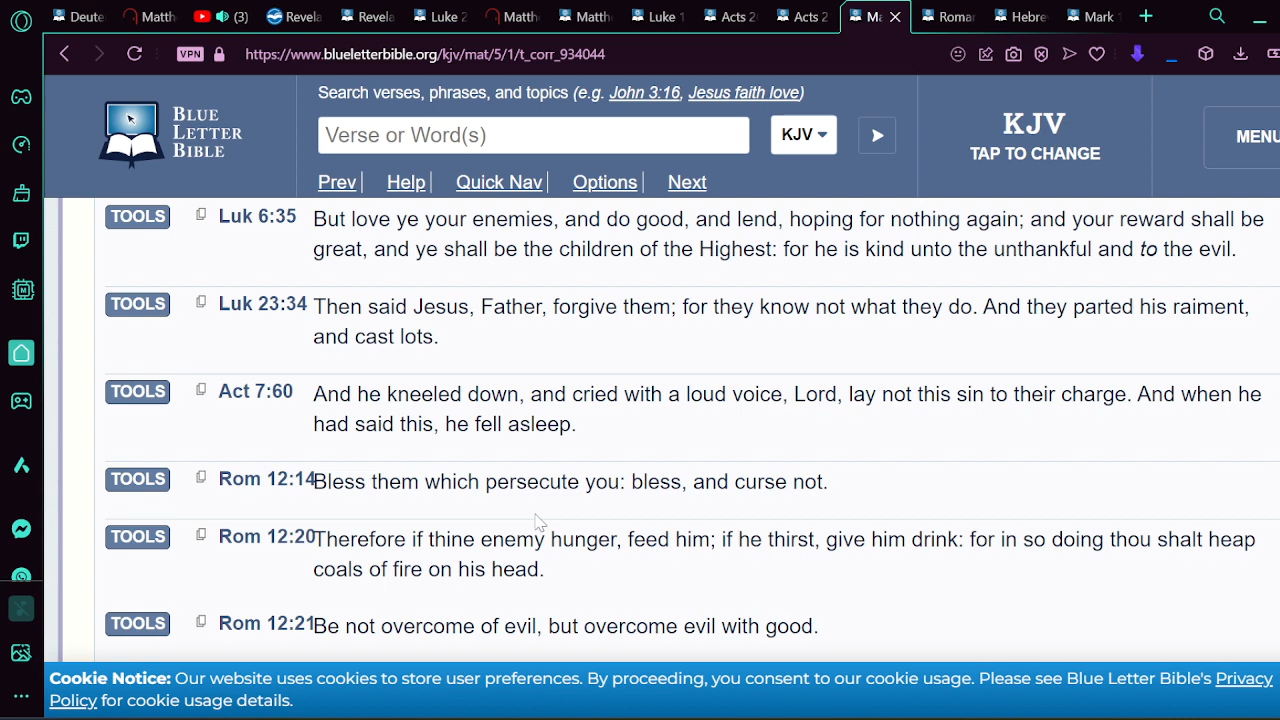 Deute
Matth
(3)
Revela
Revela
Luke 2
Matth
Matth
Luke 1
Acts 2
Acts 2
Ma
Roma
Hebre
Mark 1
VPN
https://www.blueletterbible.org/kjv/mat/5/1/t_corr_934044
BLUE
LETTER
BIBLE
Search verses, phrases, and topics (e.g. John 3:16, Jesus faith love)
Verse or Word(s)
KJV
KJV
TAP TO CHANGE
MENU
Prev
Help
Quick Nav
Options
Next
TOOLS
Luk 6:35
But love ye your enemies, and do good, and lend, hoping for nothing again; and your reward shall be
great, and ye shall be the children of the Highest: for he is kind unto the unthankful and to the evil.
TOOLS
Luk 23:34
Then said Jesus, Father, forgive them; for they know not what they do. And they parted his raiment,
and cast lots.
TOOLS
Act 7:60
And he kneeled down, and cried with a loud voice, Lord, lay not this sin to their charge. And when he
had said this, he fell asleep.
TOOLS
Rom 12:14
Bless them which persecute you: bless, and curse not.
TOOLS
Rom 12:20
Therefore if thine enemy hunger, feed him; if he thirst, give him drink: for in so doing thou shalt heap
coals of fire on his head.
TOOLS
Rom 12:21
Be not overcome of evil, but overcome evil with good.
Cookie Notice: Our website uses cookies to store user preferences. By proceeding, you consent to our cookie usage. Please see Blue Letter Bible's Privacy
Policy for cookie usage details.